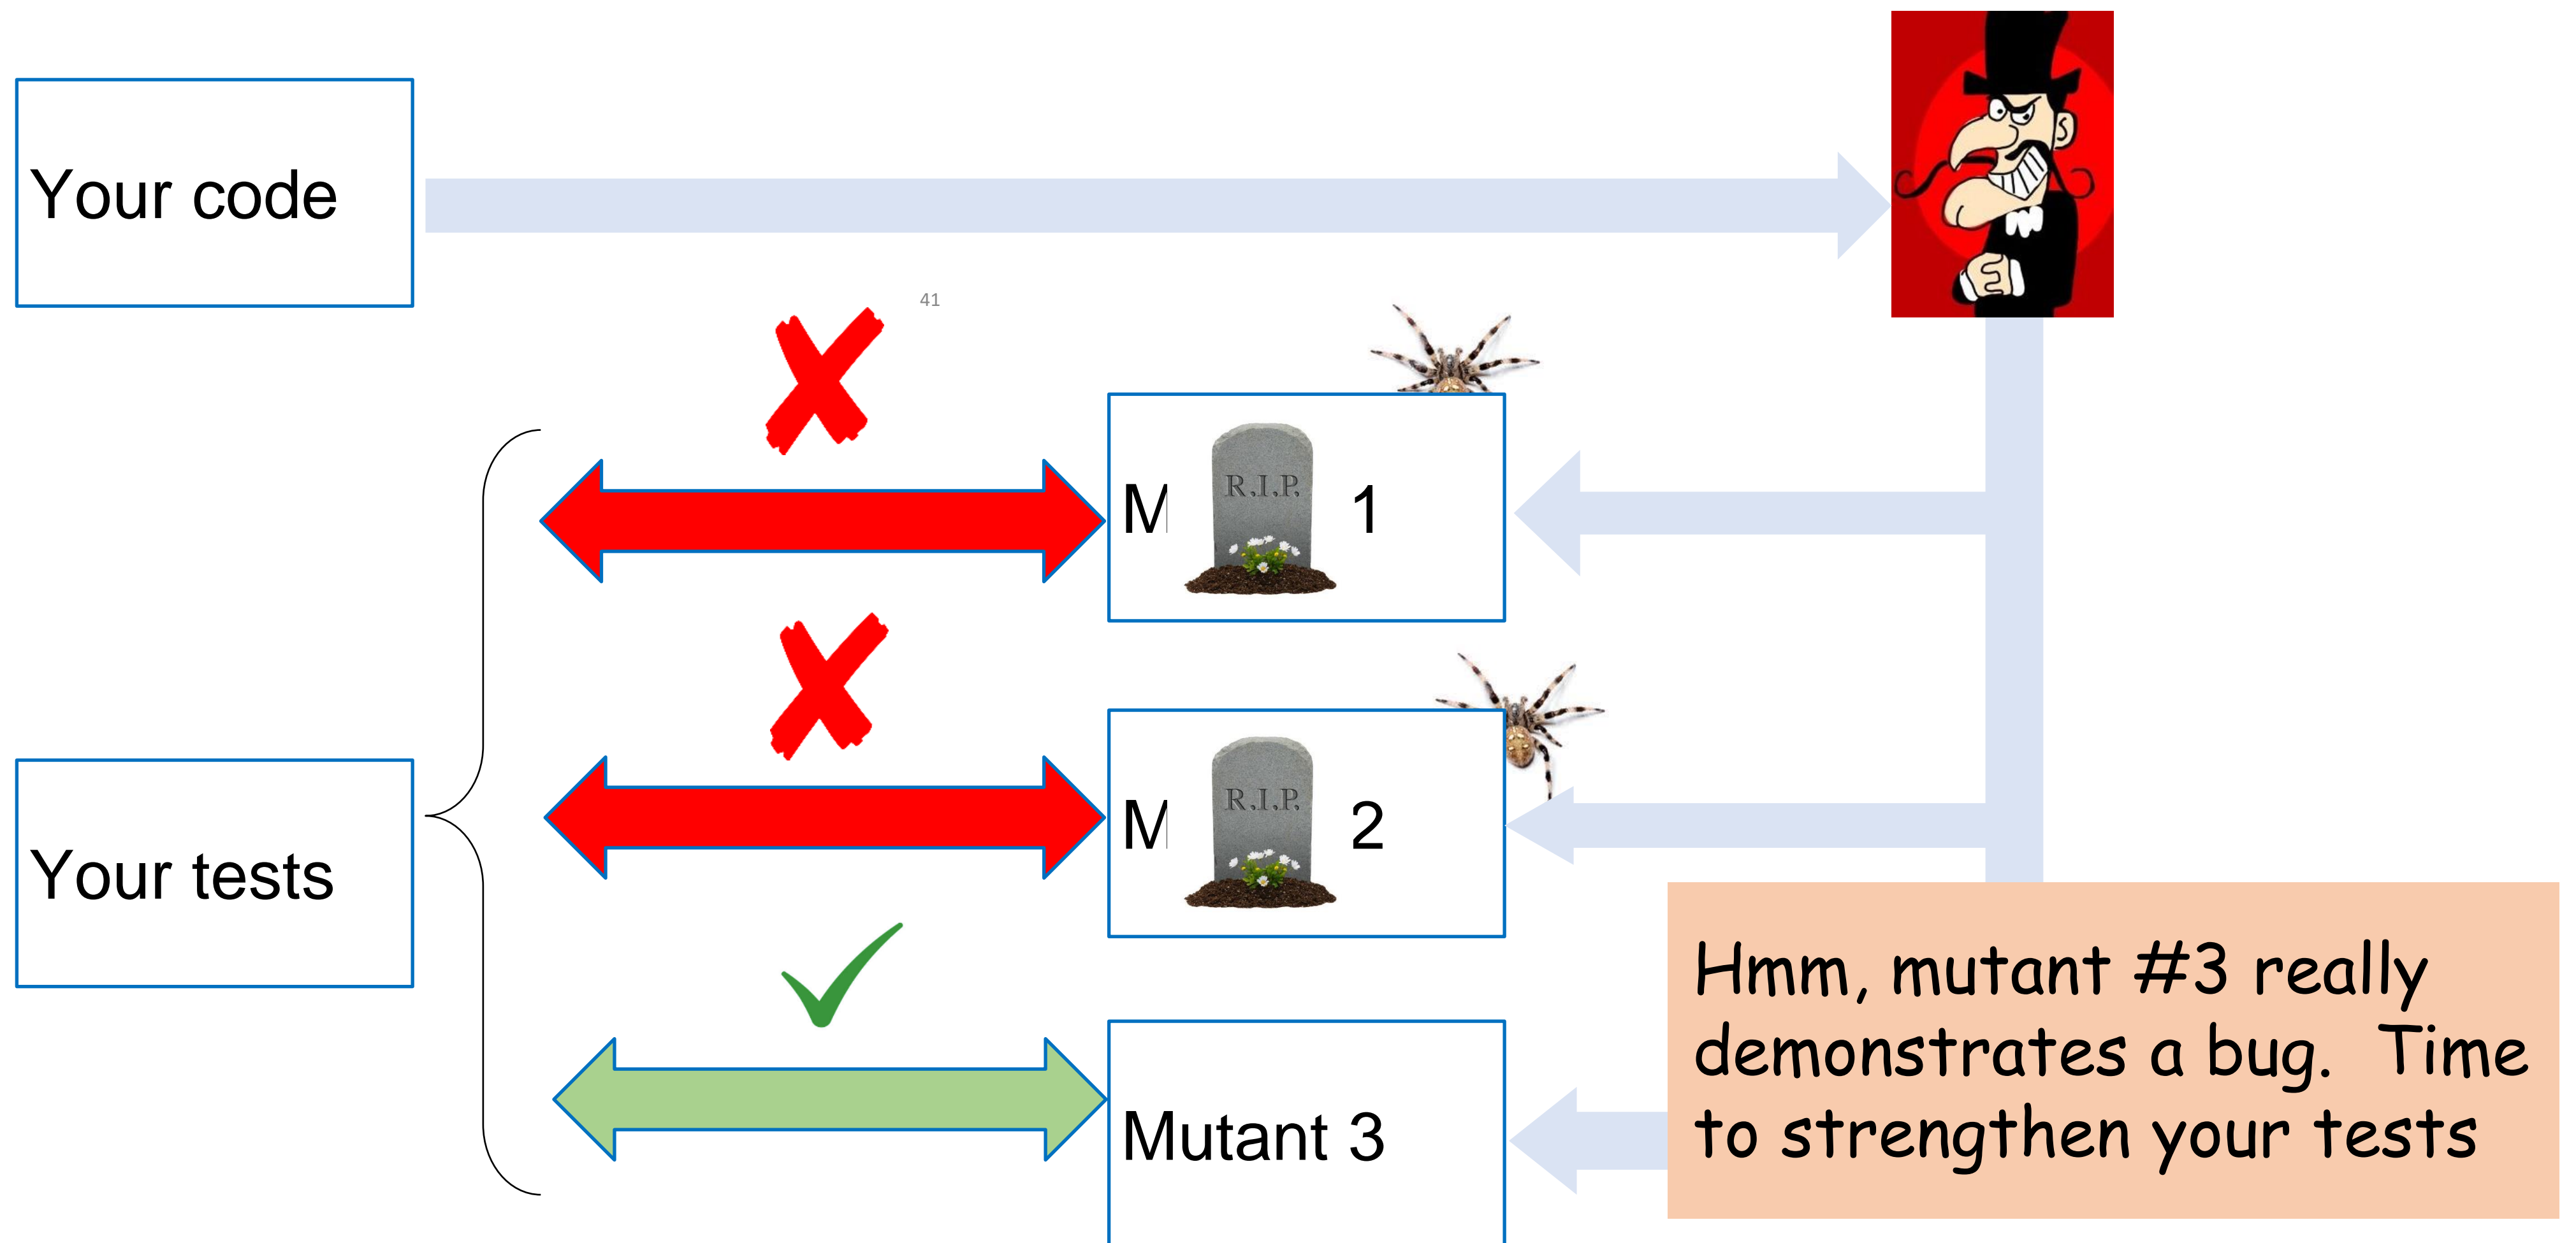 Your code
41
R.I.P.
M 1
R.I.P.
M 2
Your tests
Mutant 3
Hmm, mutant #3 really
demonstrates a bug. Time
to strengthen your tests